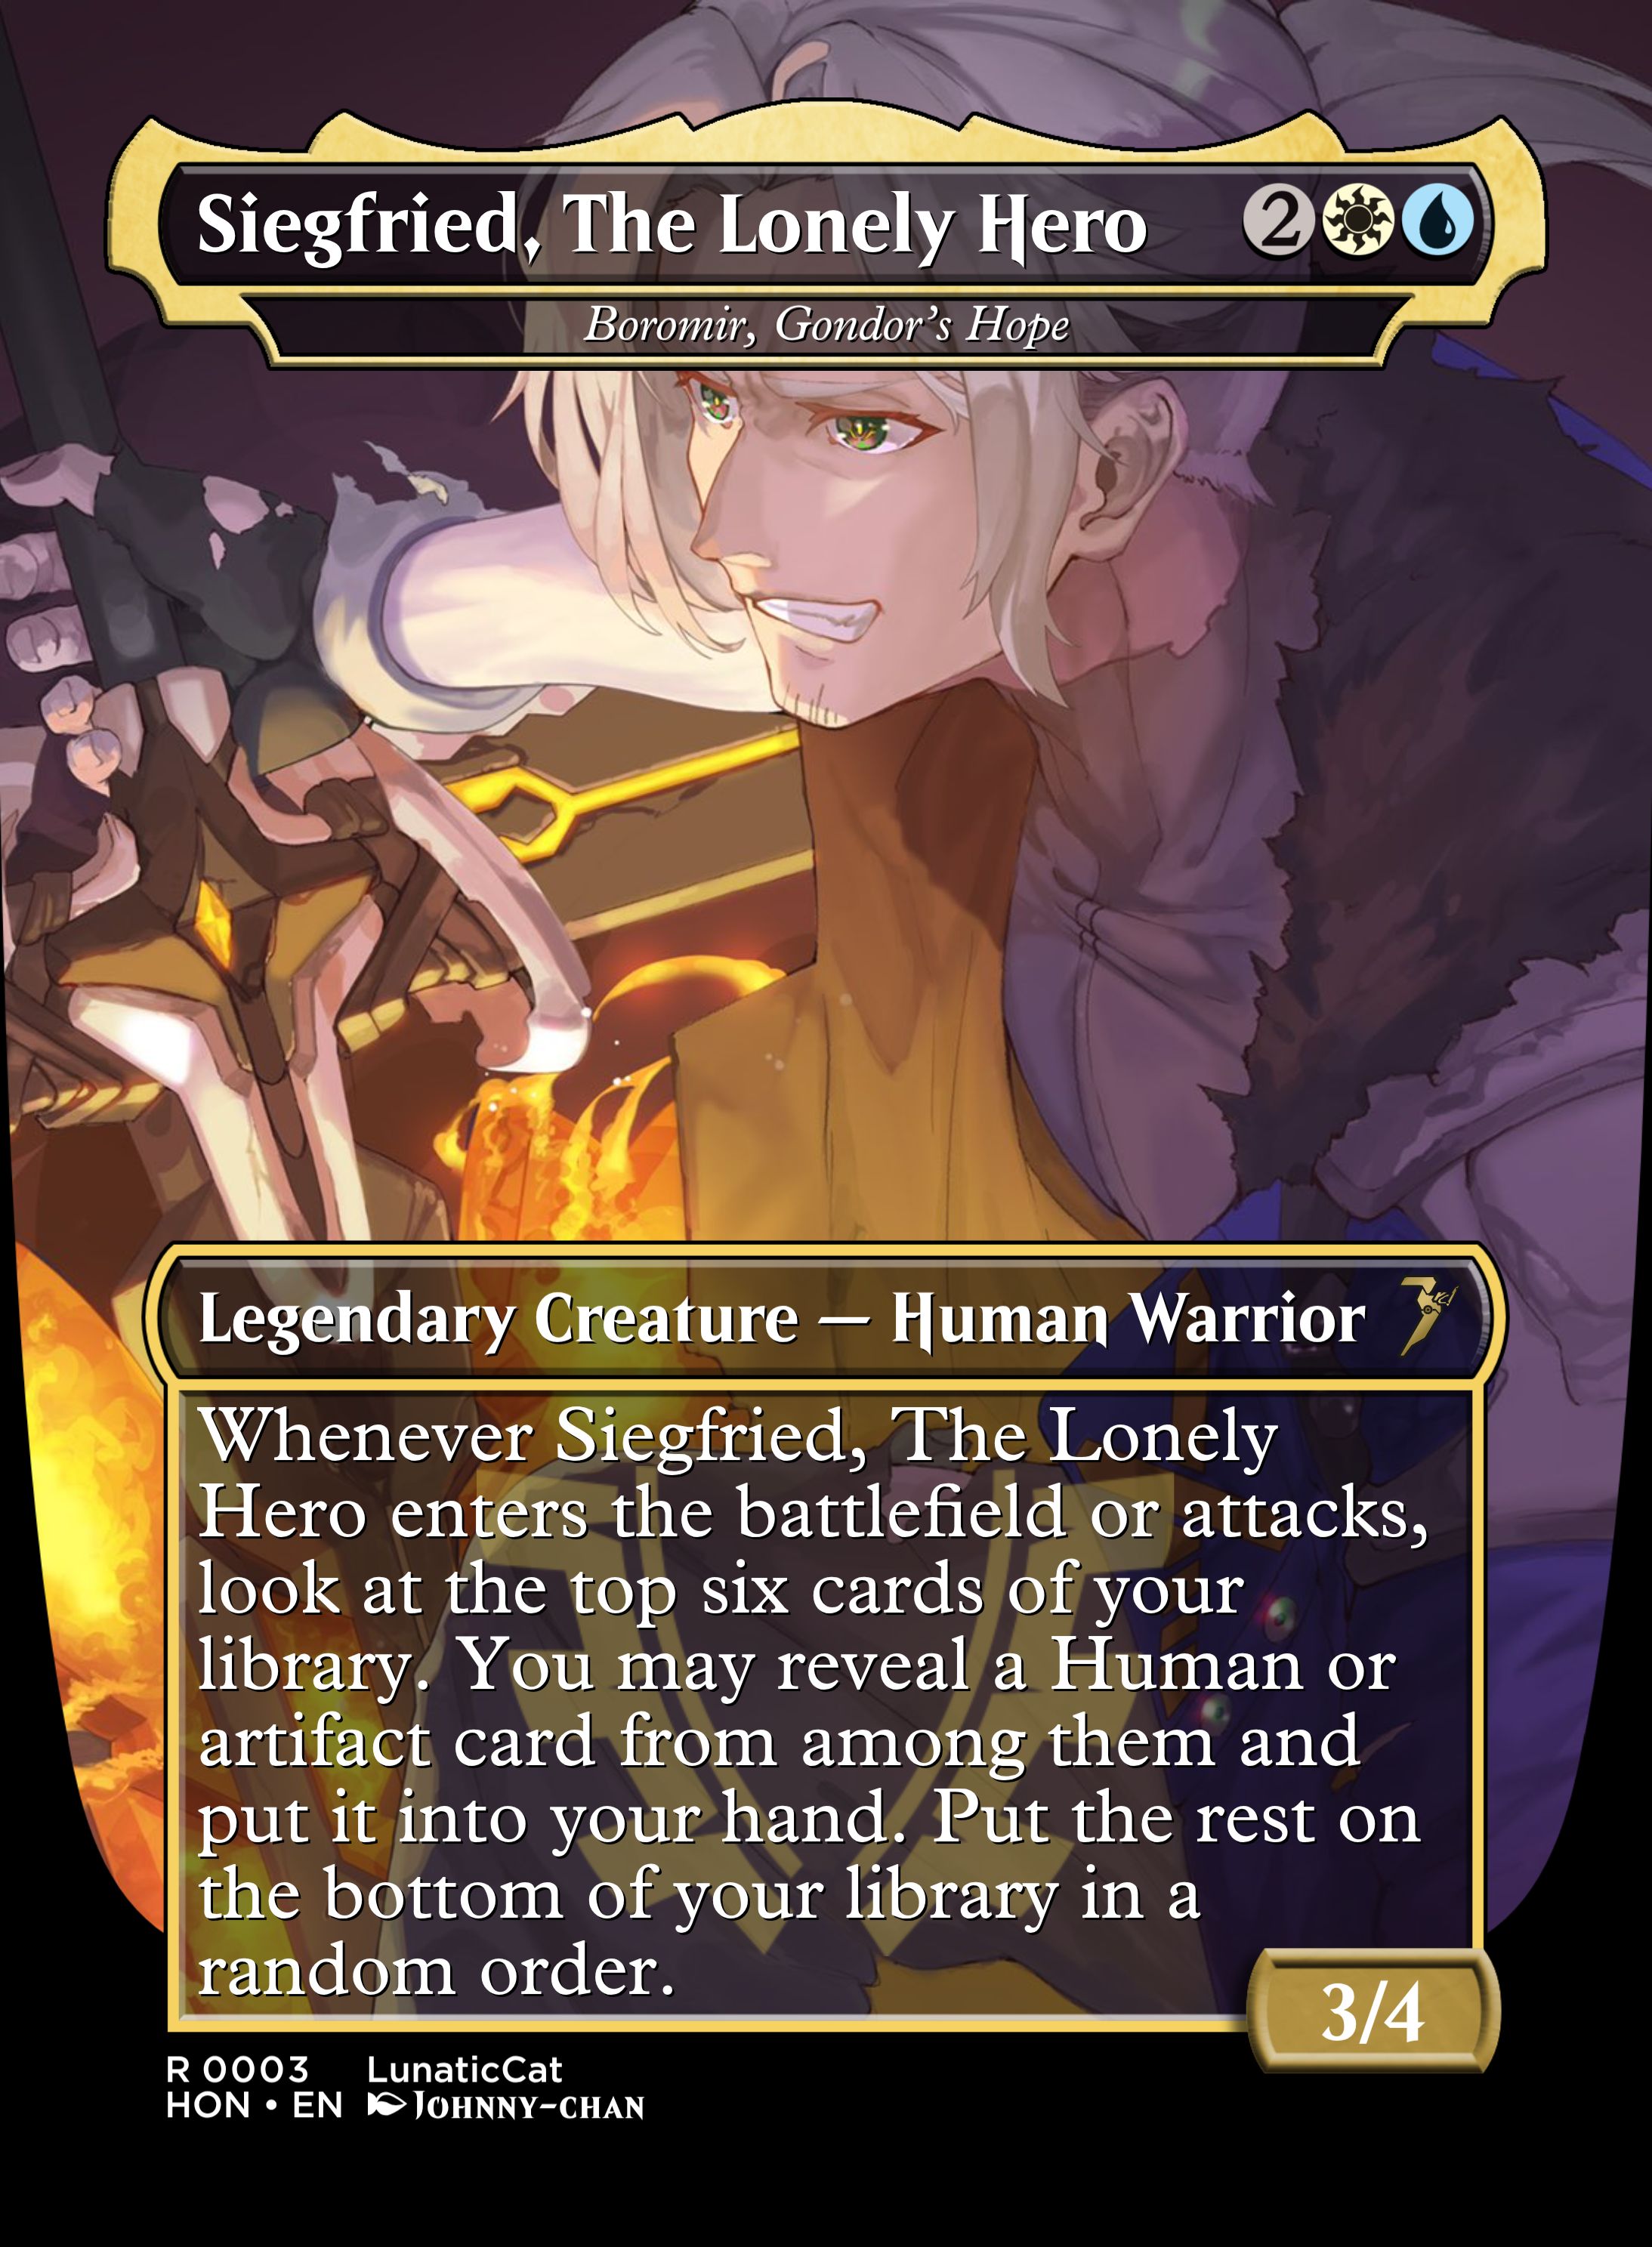 Siegfried, The Lonely Hero 2
Boromir, Gondor's Hope
Legendary Creature — Human Warrior
Whenever Siegfried, The Lonely
Hero enters the battlefield or attacks,
look at the top six cards of your
library. You may reveal a Human or
artifact card from among them and
put it into your hand. Put the rest on
the bottom of your library in a
random order.
3/4
R 0003 LunaticCat
HON • EN Johnny-chan